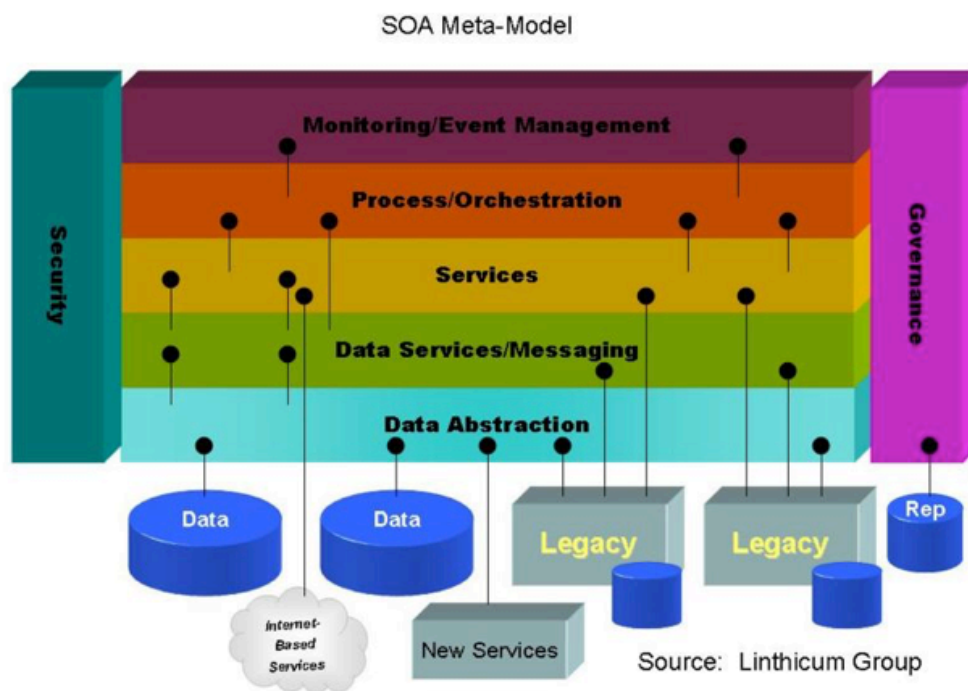 SOA Meta-Model
Monitoring/Event Management
Process/Orchestration
Services
Data Services/Messaging
Data Abstraction
Security
Governance
Data
Data
Legacy
Legacy
Rep
Internet-
Based
Services
New Services
Source: Linthicum Group